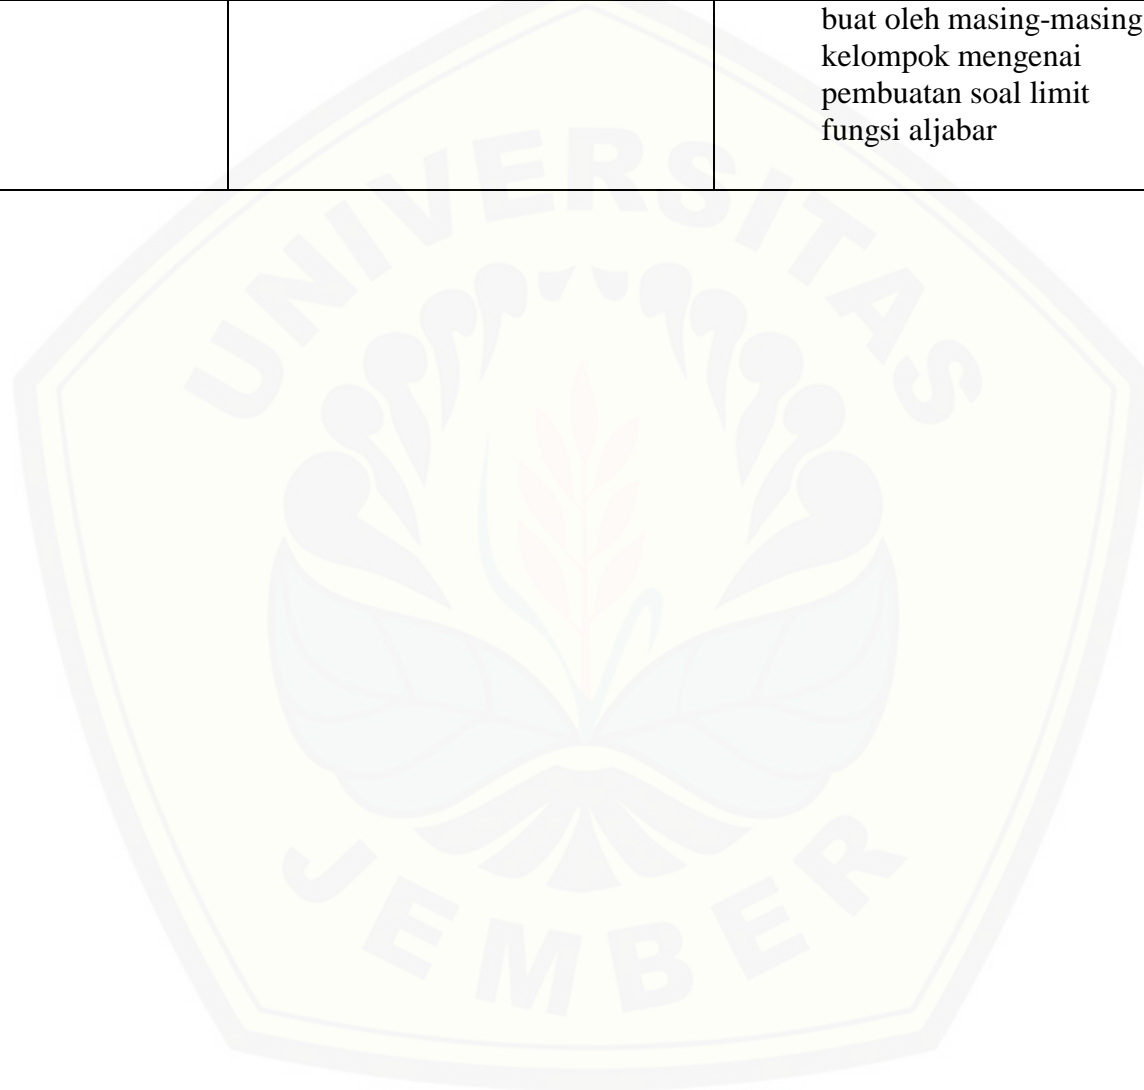 buat oleh masing-masing
kelompok mengenai
pembuatan soal limit
fungsi aljabar
UNIVERSITAS
JEMBER